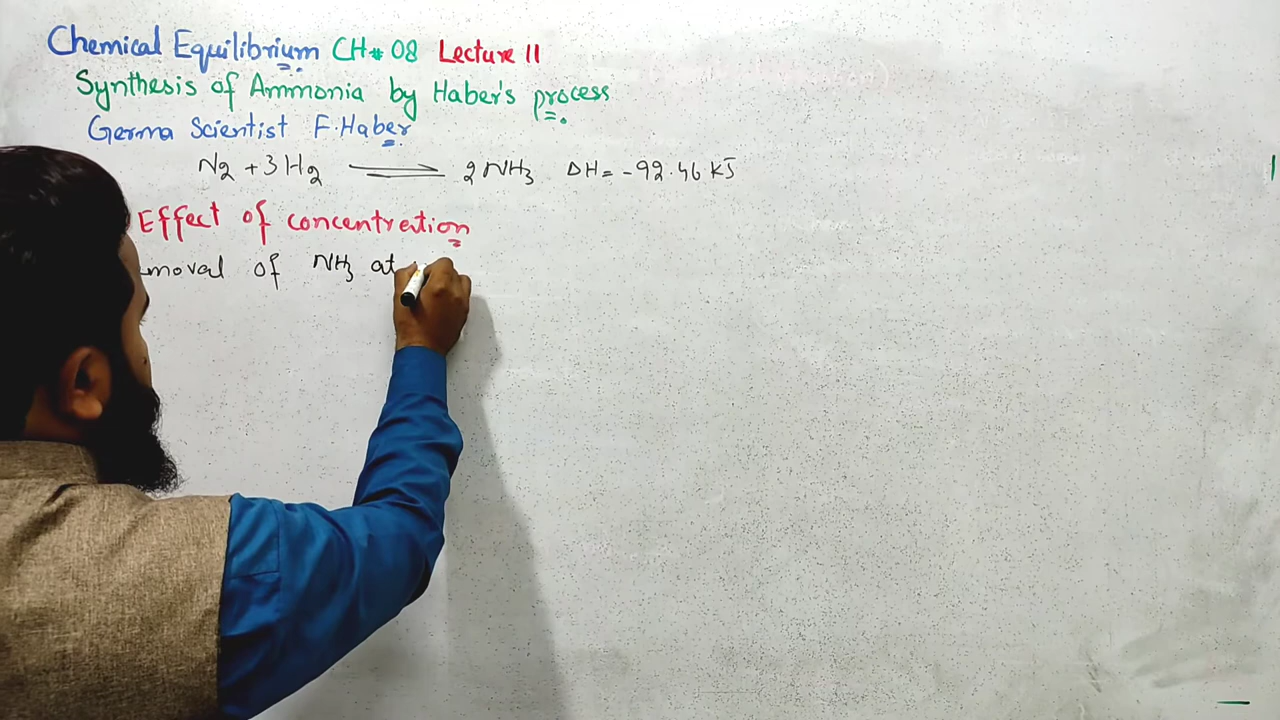 Chemical Equilibrium CH# 08 Lecture 11
Synthesis of Ammonia by Haber's process
Germa Scientist F.Haber
N2 + 3H2 ⇌ 2NH3 ΔH = -92.46 kJ
Effect of concentration
moval of NH3 at